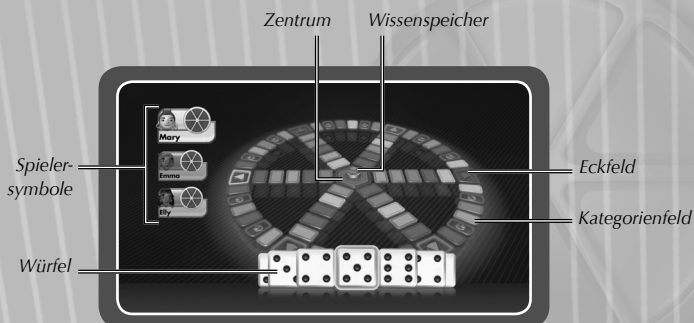 Zentrum
Wissenspeicher
Mary
Emma
Elly
Spieler-
symbole
Eckfeld
Kategorienfeld
Würfel